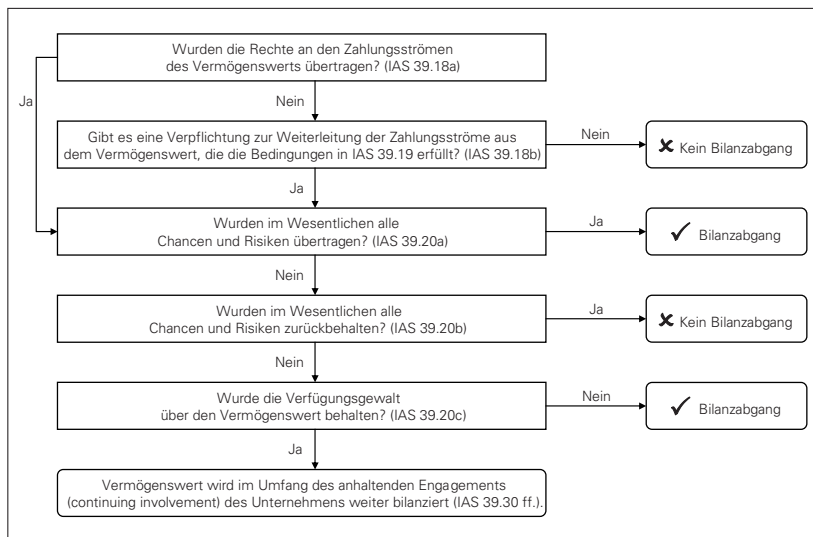 Wurden die Rechte an den Zahlungsströmen
des Vermögenswerts übertragen? (IAS 39.18a)
Ja
Nein
Gibt es eine Verpflichtung zur Weiterleitung der Zahlungsströme aus
dem Vermögenswert, die die Bedingungen in IAS 39.19 erfüllt? (IAS 39.18b)
Nein
✘ Kein Bilanzabgang
Ja
Wurden im Wesentlichen alle
Chancen und Risiken übertragen? (IAS 39.20a)
Ja
✓ Bilanzabgang
Nein
Wurden im Wesentlichen alle
Chancen und Risiken zurückbehalten? (IAS 39.20b)
Ja
✘ Kein Bilanzabgang
Nein
Wurde die Verfügungsgewalt
über den Vermögenswert behalten? (IAS 39.20c)
Nein
✓ Bilanzabgang
Ja
Vermögenswert wird im Umfang des anhaltenden Engagements
(continuing involvement) des Unternehmens weiter bilanziert (IAS 39.30 ff.).